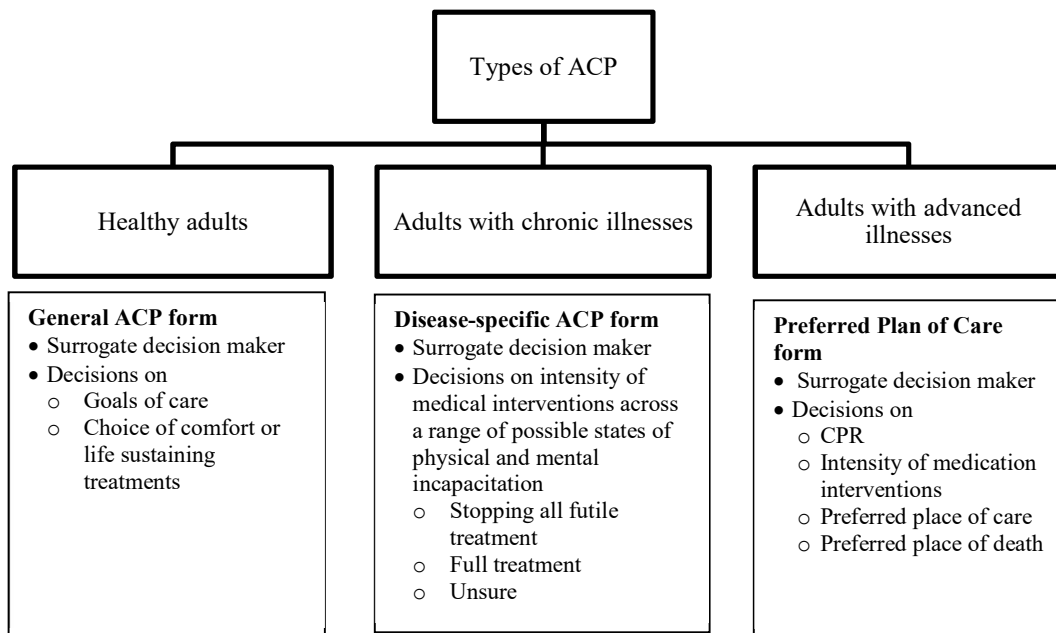 Types of ACP
Healthy adults
Adults with chronic illnesses
Adults with advanced
illnesses
General ACP form
• Surrogate decision maker
• Decisions on
o Goals of care
o Choice of comfort or
life sustaining
treatments
Disease-specific ACP form
• Surrogate decision maker
• Decisions on intensity of
medical interventions across
a range of possible states of
physical and mental
incapacitation
o Stopping all futile
treatment
o Full treatment
o Unsure
Preferred Plan of Care
form
• Surrogate decision maker
• Decisions on
o CPR
o Intensity of medication
interventions
o Preferred place of care
o Preferred place of death